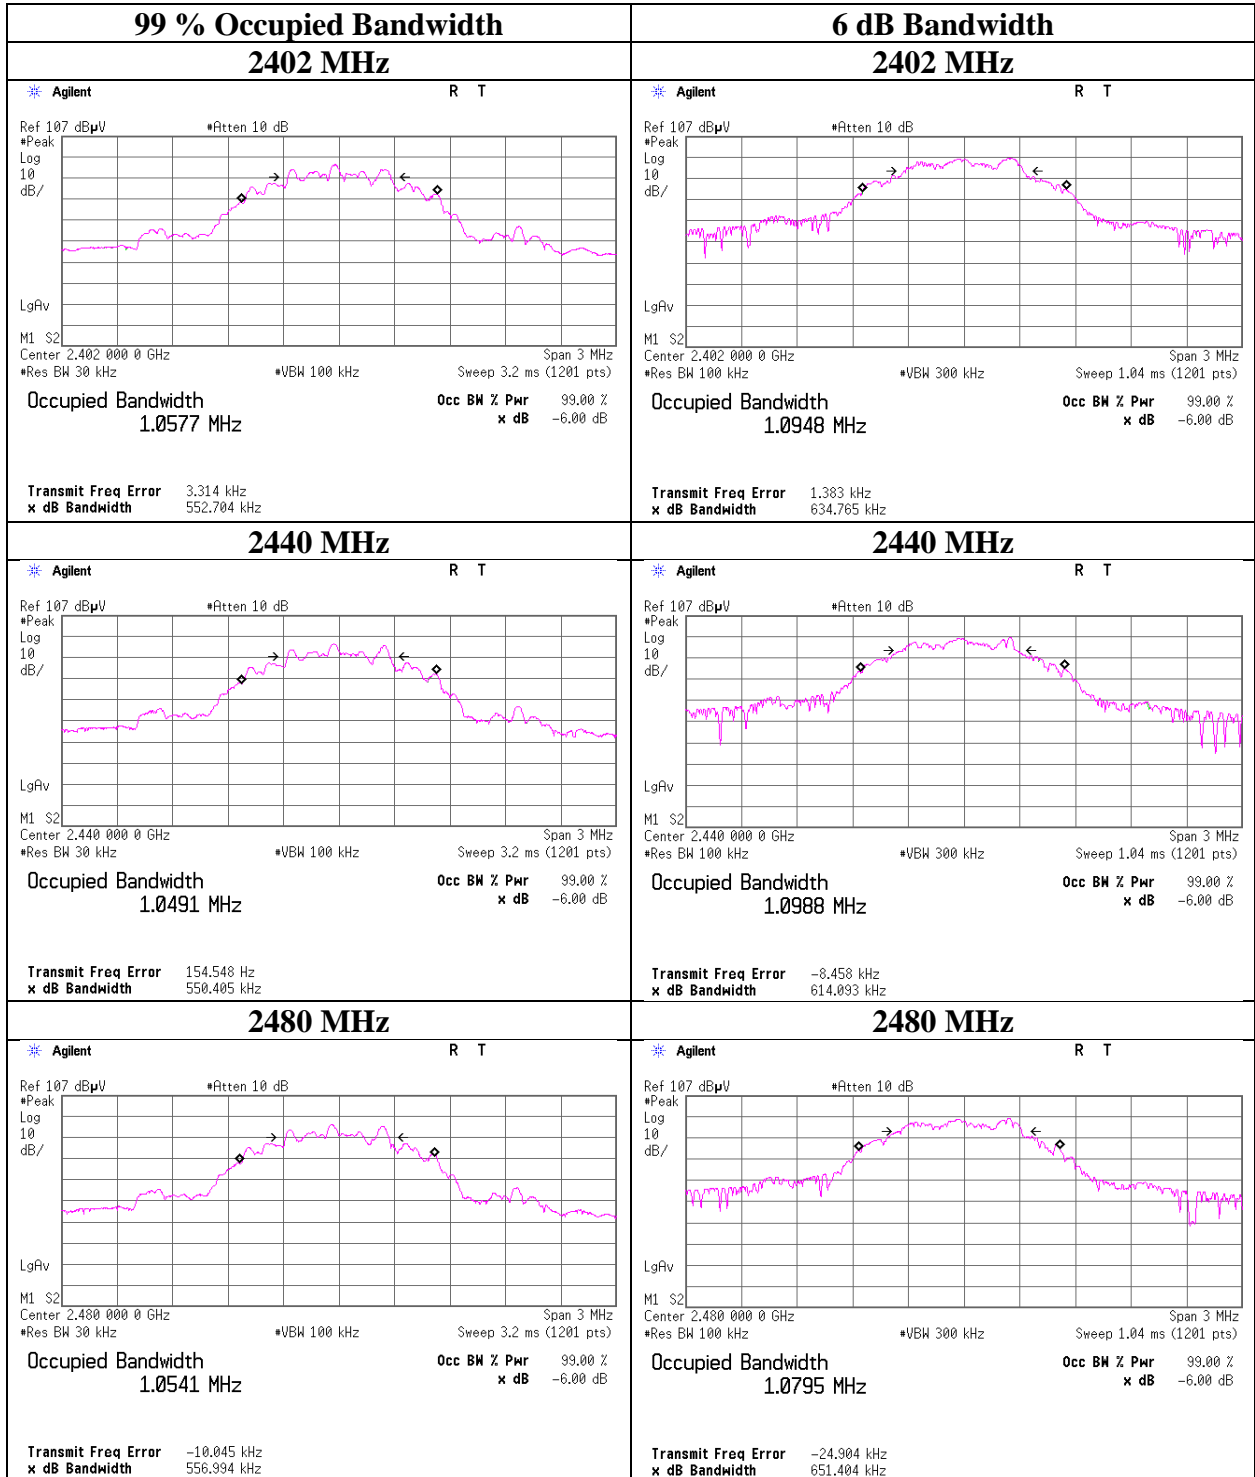 99 % Occupied Bandwidth
6 dB Bandwidth
2402 MHz
2402 MHz
Agilent R T
Ref 107 dBµV #Atten 10 dB
#Peak
Log
10
dB/
LgAv
M1 S2
Center 2.402 000 0 GHz Span 3 MHz
#Res BW 30 kHz #VBW 100 kHz Sweep 3.2 ms (1201 pts)
Occupied Bandwidth Occ BW % Pwr 99.00 %
1.0577 MHz x dB -6.00 dB
Transmit Freq Error 3.314 kHz
x dB Bandwidth 552.704 kHz
Agilent R T
Ref 107 dBµV #Atten 10 dB
#Peak
Log
10
dB/
LgAv
M1 S2
Center 2.402 000 0 GHz Span 3 MHz
#Res BW 100 kHz #VBW 300 kHz Sweep 1.04 ms (1201 pts)
Occupied Bandwidth Occ BW % Pwr 99.00 %
1.0948 MHz x dB -6.00 dB
Transmit Freq Error 1.383 kHz
x dB Bandwidth 634.765 kHz
2440 MHz
2440 MHz
Agilent R T
Ref 107 dBµV #Atten 10 dB
#Peak
Log
10
dB/
LgAv
M1 S2
Center 2.440 000 0 GHz Span 3 MHz
#Res BW 30 kHz #VBW 100 kHz Sweep 3.2 ms (1201 pts)
Occupied Bandwidth Occ BW % Pwr 99.00 %
1.0491 MHz x dB -6.00 dB
Transmit Freq Error 154.548 Hz
x dB Bandwidth 550.405 kHz
Agilent R T
Ref 107 dBµV #Atten 10 dB
#Peak
Log
10
dB/
LgAv
M1 S2
Center 2.440 000 0 GHz Span 3 MHz
#Res BW 100 kHz #VBW 300 kHz Sweep 1.04 ms (1201 pts)
Occupied Bandwidth Occ BW % Pwr 99.00 %
1.0988 MHz x dB -6.00 dB
Transmit Freq Error -8.458 kHz
x dB Bandwidth 614.093 kHz
2480 MHz
2480 MHz
Agilent R T
Ref 107 dBµV #Atten 10 dB
#Peak
Log
10
dB/
LgAv
M1 S2
Center 2.480 000 0 GHz Span 3 MHz
#Res BW 30 kHz #VBW 100 kHz Sweep 3.2 ms (1201 pts)
Occupied Bandwidth Occ BW % Pwr 99.00 %
1.0541 MHz x dB -6.00 dB
Transmit Freq Error -10.045 kHz
x dB Bandwidth 556.994 kHz
Agilent R T
Ref 107 dBµV #Atten 10 dB
#Peak
Log
10
dB/
LgAv
M1 S2
Center 2.480 000 0 GHz Span 3 MHz
#Res BW 100 kHz #VBW 300 kHz Sweep 1.04 ms (1201 pts)
Occupied Bandwidth Occ BW % Pwr 99.00 %
1.0795 MHz x dB -6.00 dB
Transmit Freq Error -24.904 kHz
x dB Bandwidth 651.404 kHz